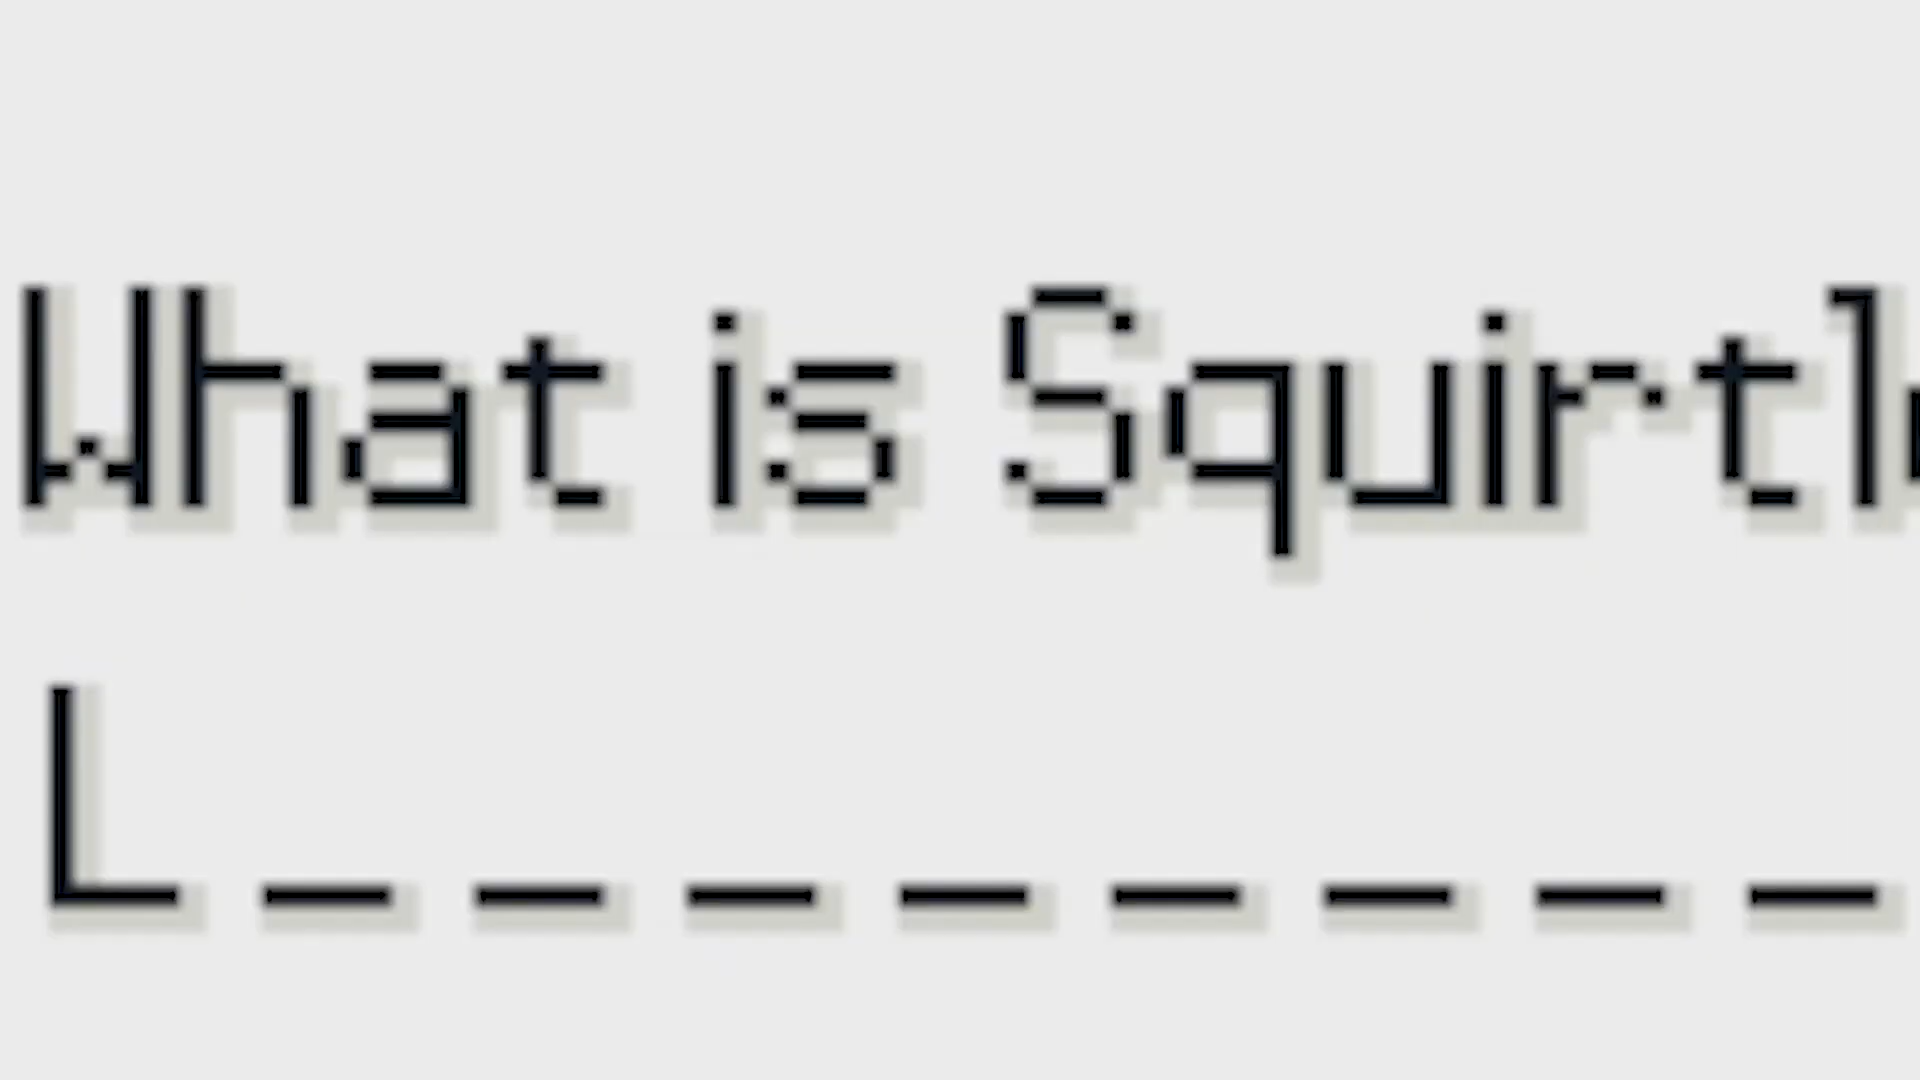 What is Squirtl
L _ _ _ _ _ _ _ _